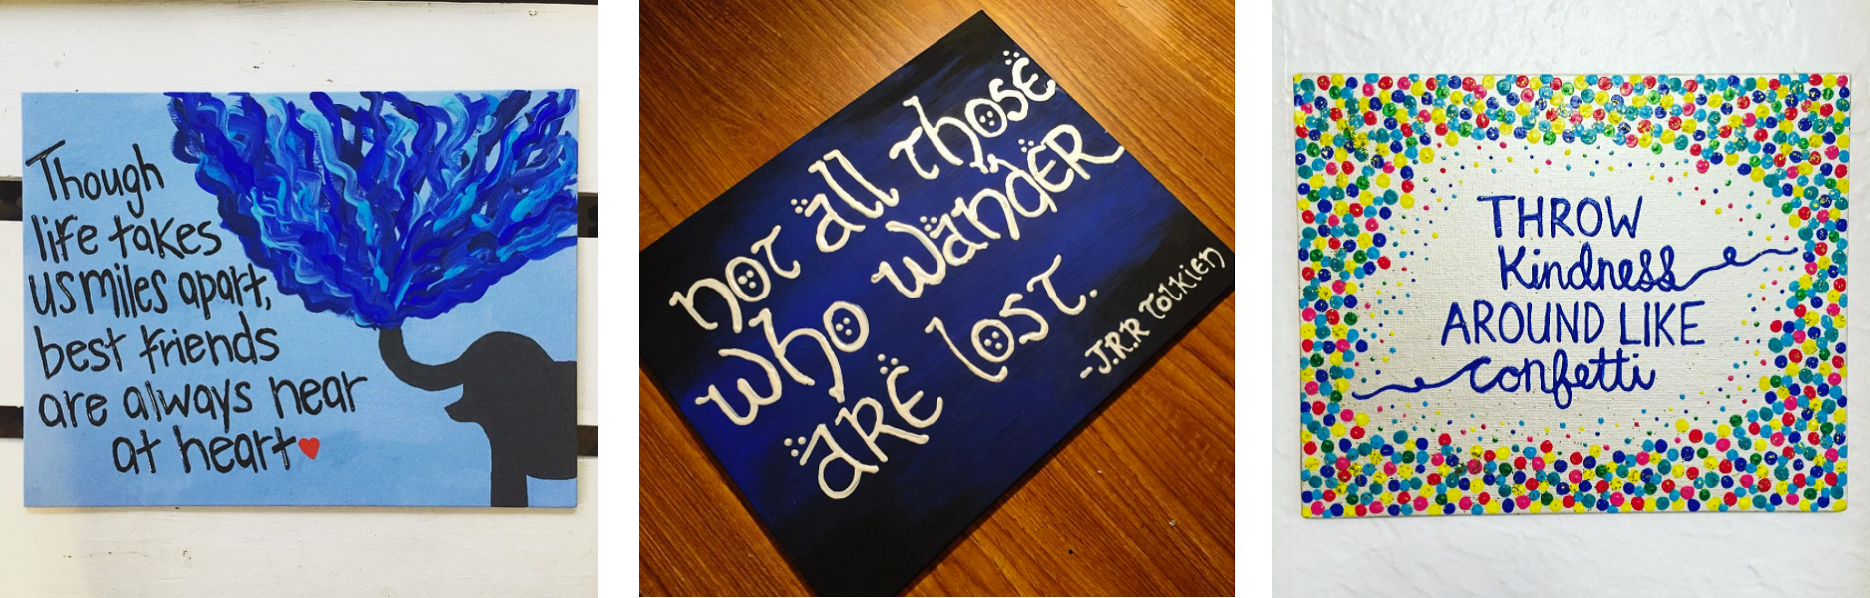 Though
life takes
us miles apart,
best friends
are always near
at heart
not all those
who wander
are lost.
-J.R.R Tolkien
THROW
Kindness
AROUND LIKE
confetti